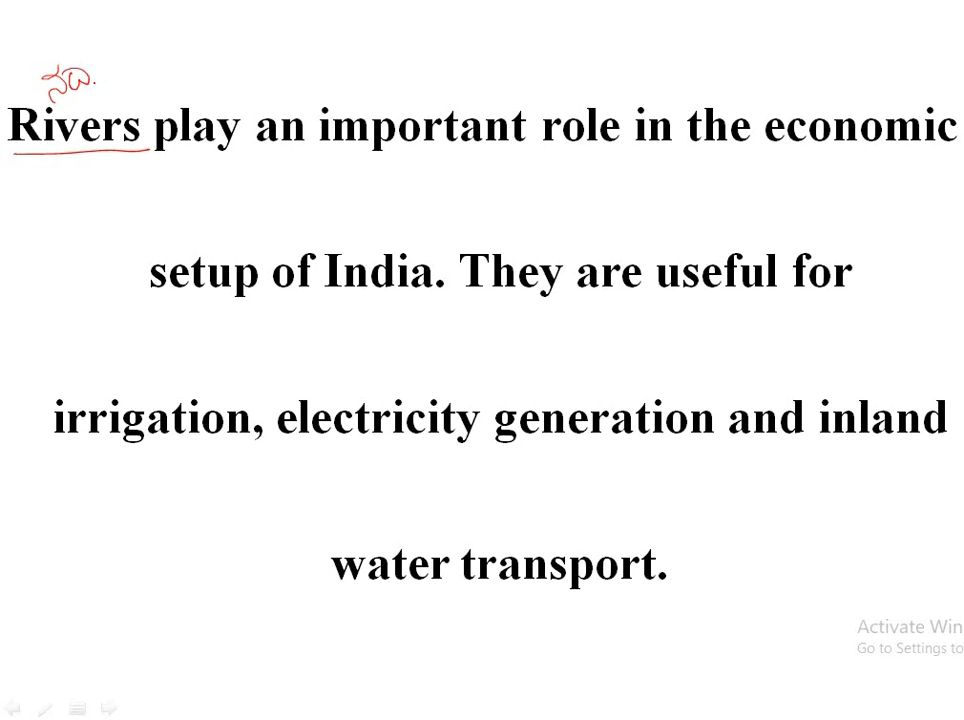 Rivers play an important role in the economic
setup of India. They are useful for
irrigation, electricity generation and inland
water transport.
Activate Win
Go to Settings to